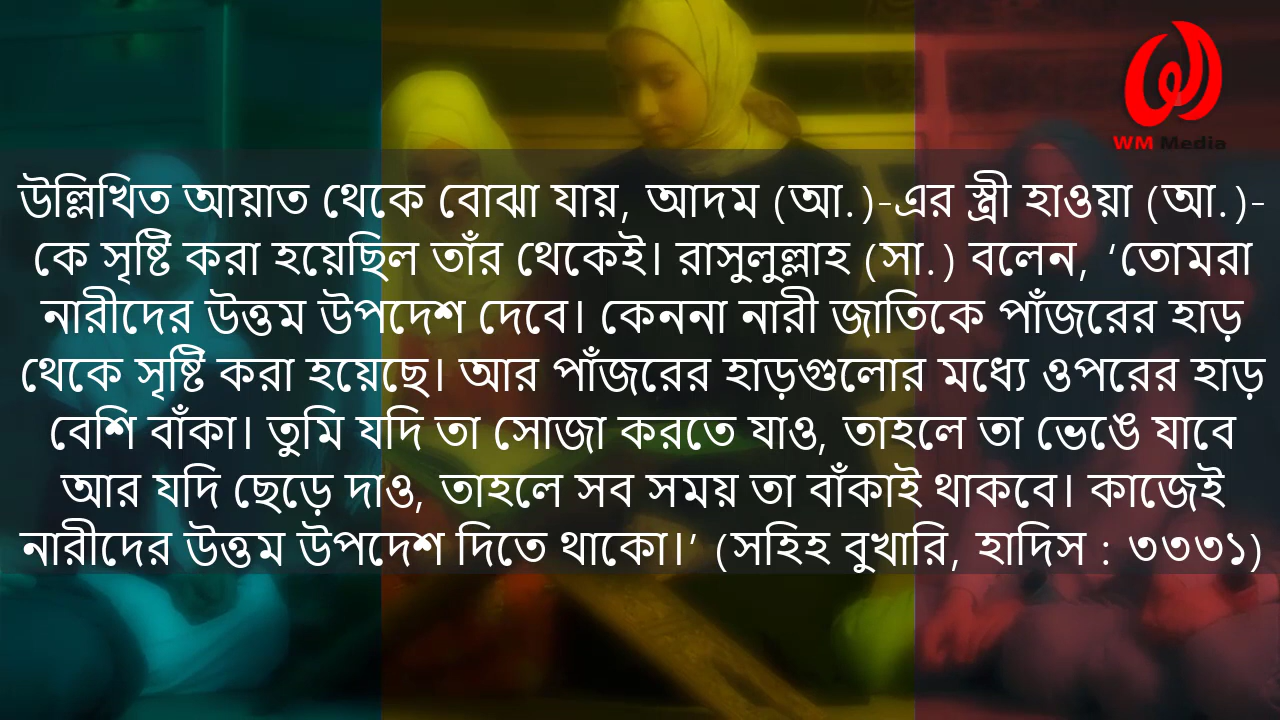 WM Media
উল্লিখিত আয়াত থেকে বোঝা যায়, আদম (আ.)-এর স্ত্রী হাওয়া (আ.)-
কে সৃষ্টি করা হয়েছিল তাঁর থেকেই। রাসুলুল্লাহ (সা.) বলেন, ‘তোমরা
নারীদের উত্তম উপদেশ দেবে। কেননা নারী জাতিকে পাঁজরের হাড়
থেকে সৃষ্টি করা হয়েছে। আর পাঁজরের হাড়গুলোর মধ্যে ওপরের হাড়
বেশি বাঁকা। তুমি যদি তা সোজা করতে যাও, তাহলে তা ভেঙে যাবে
আর যদি ছেড়ে দাও, তাহলে সব সময় তা বাঁকাই থাকবে। কাজেই
নারীদের উত্তম উপদেশ দিতে থাকো।’ (সহিহ বুখারি, হাদিস : ৩৩৩১)